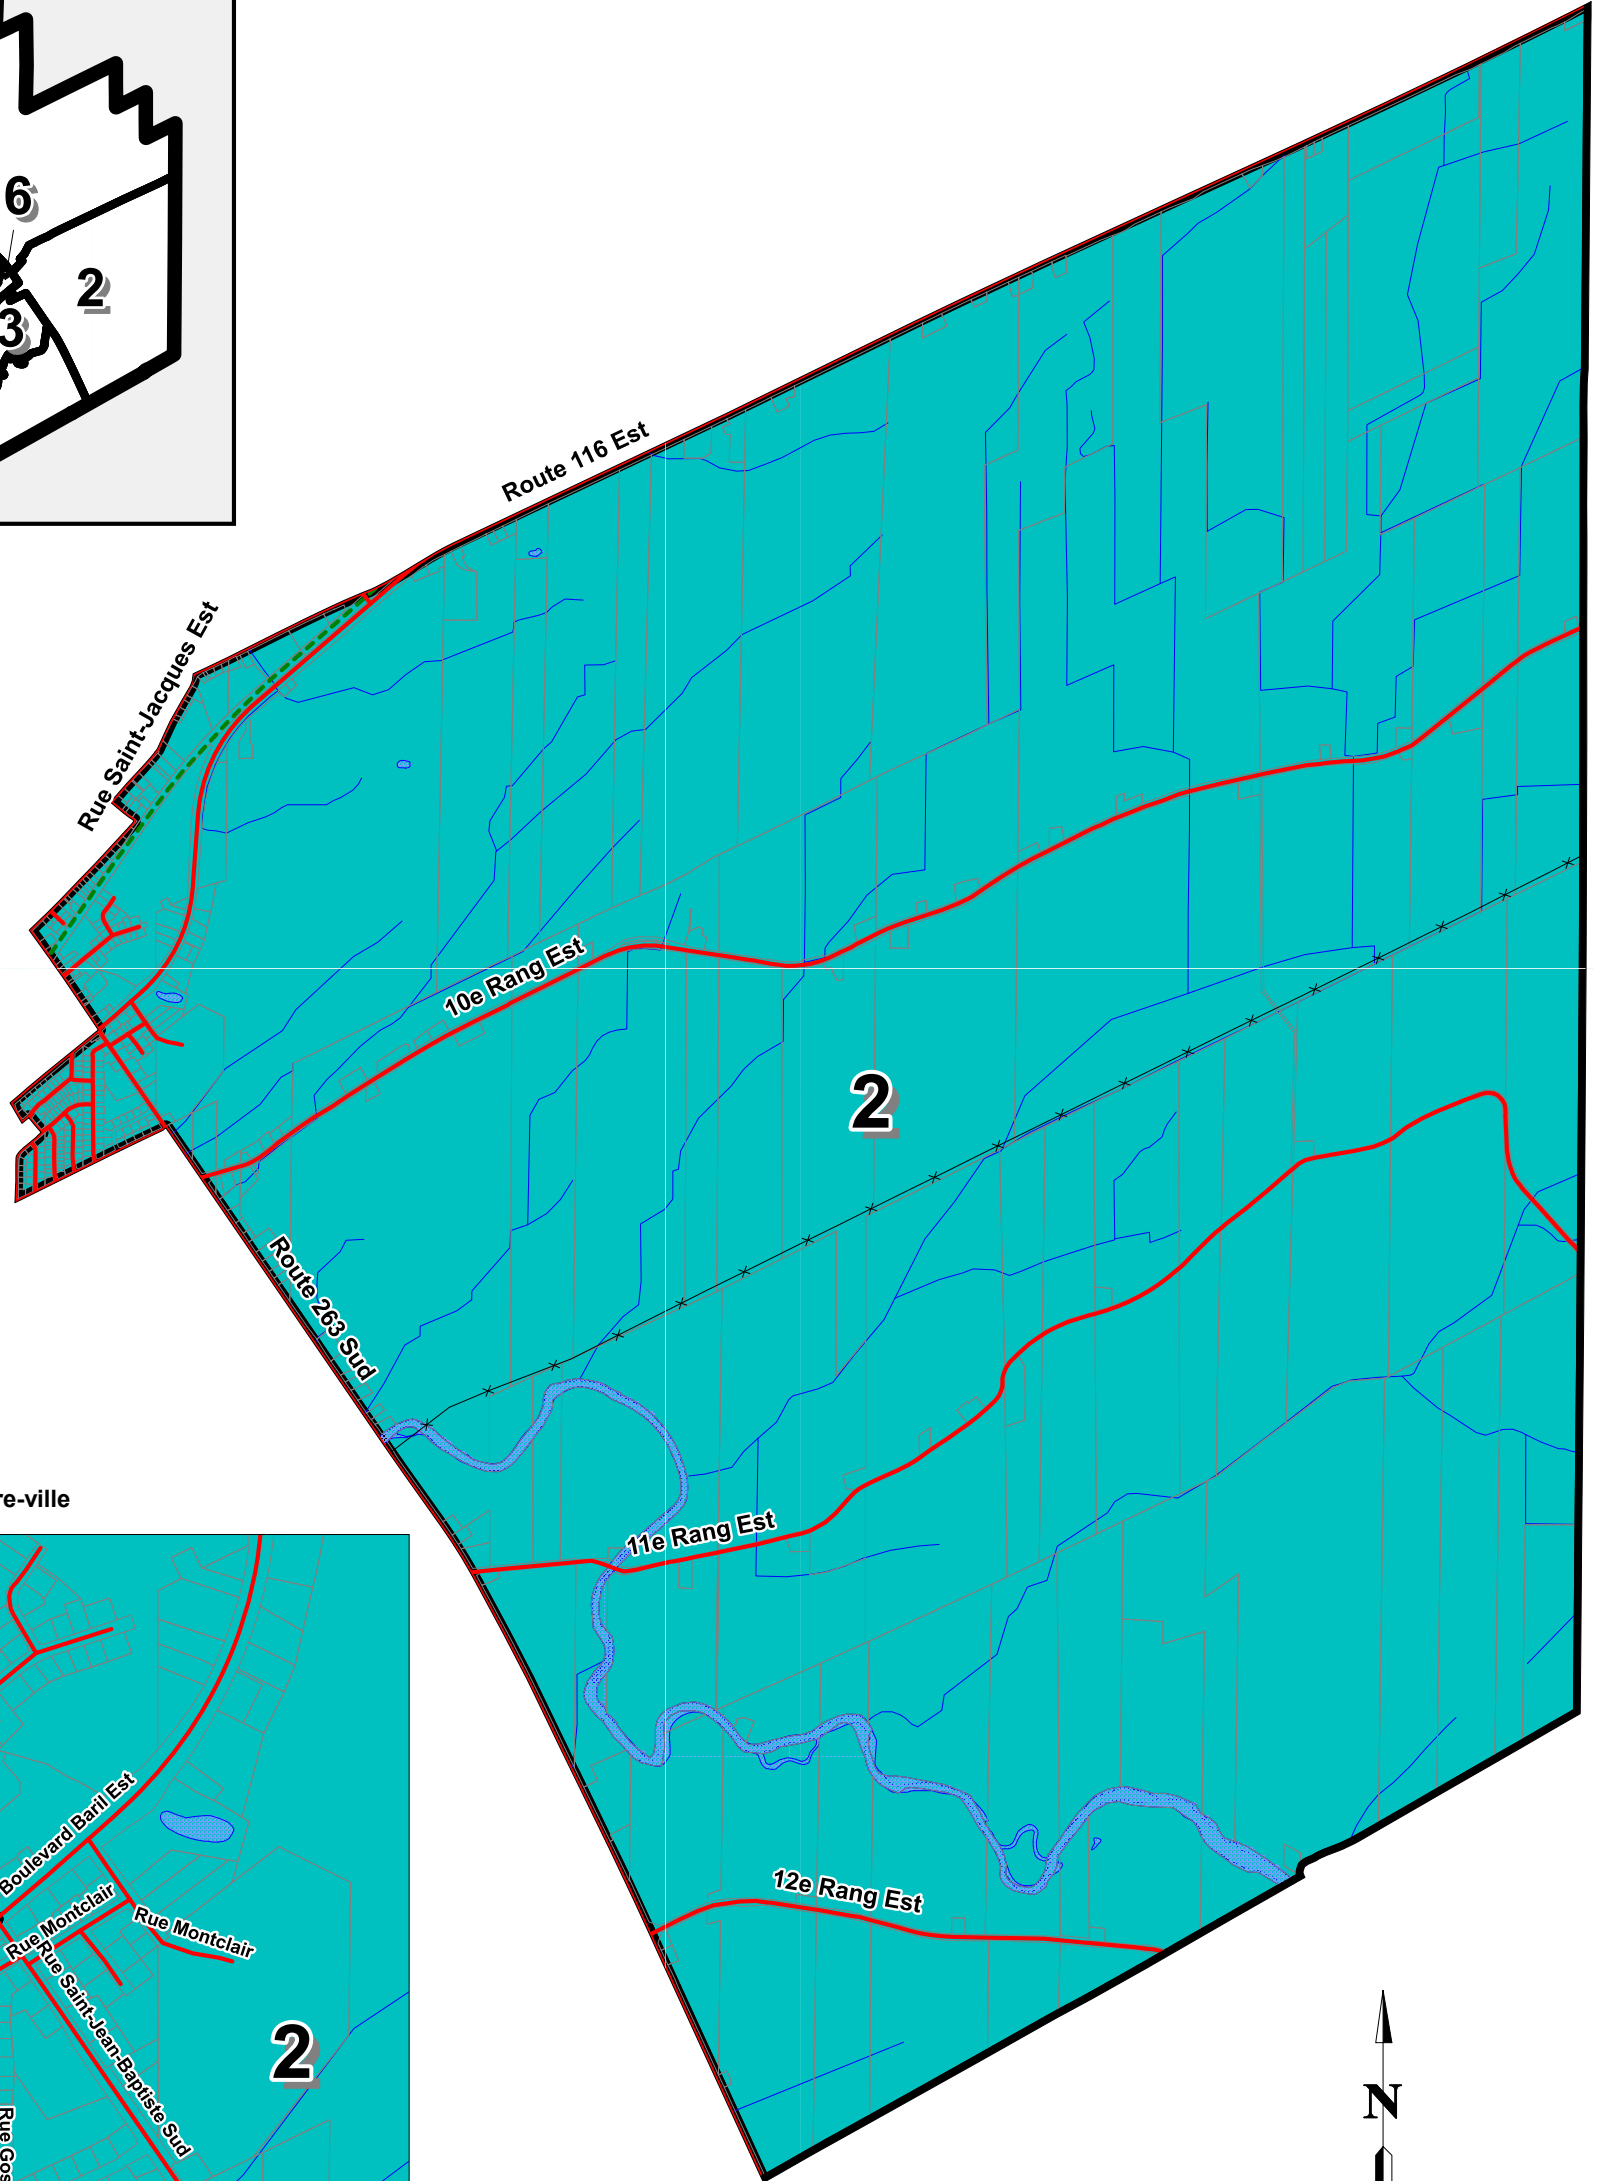 6
2
3
Route 116 Est
Rue Saint-Jacques Est
10e Rang Est
2
Route 263 Sud
11e Rang Est
12e Rang Est
re-ville
Boulevard Baril Est
Rue Montclair
Rue Montclair
Rue Saint-Jean-Baptiste Sud
2
Rue Gos
N